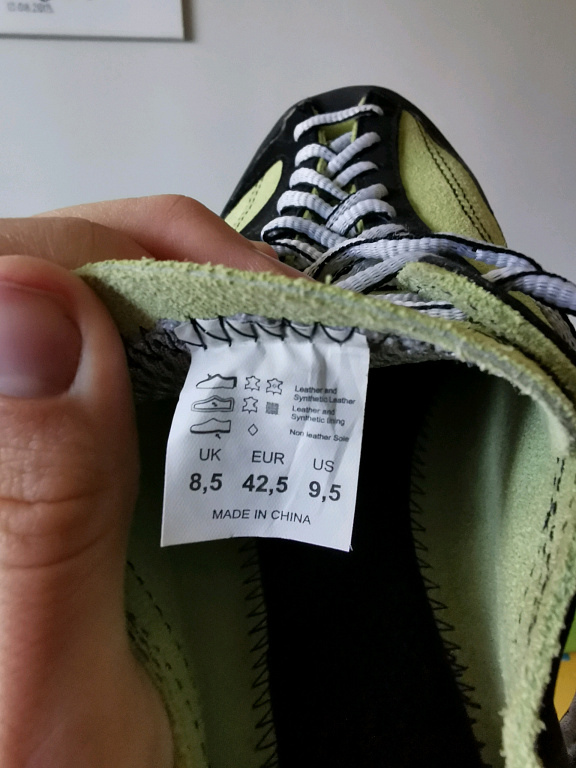 Leather and
Synthetic Leather
Leather and
Synthetic lining
Non leather Sole
UK EUR US
8,5 42,5 9,5
MADE IN CHINA